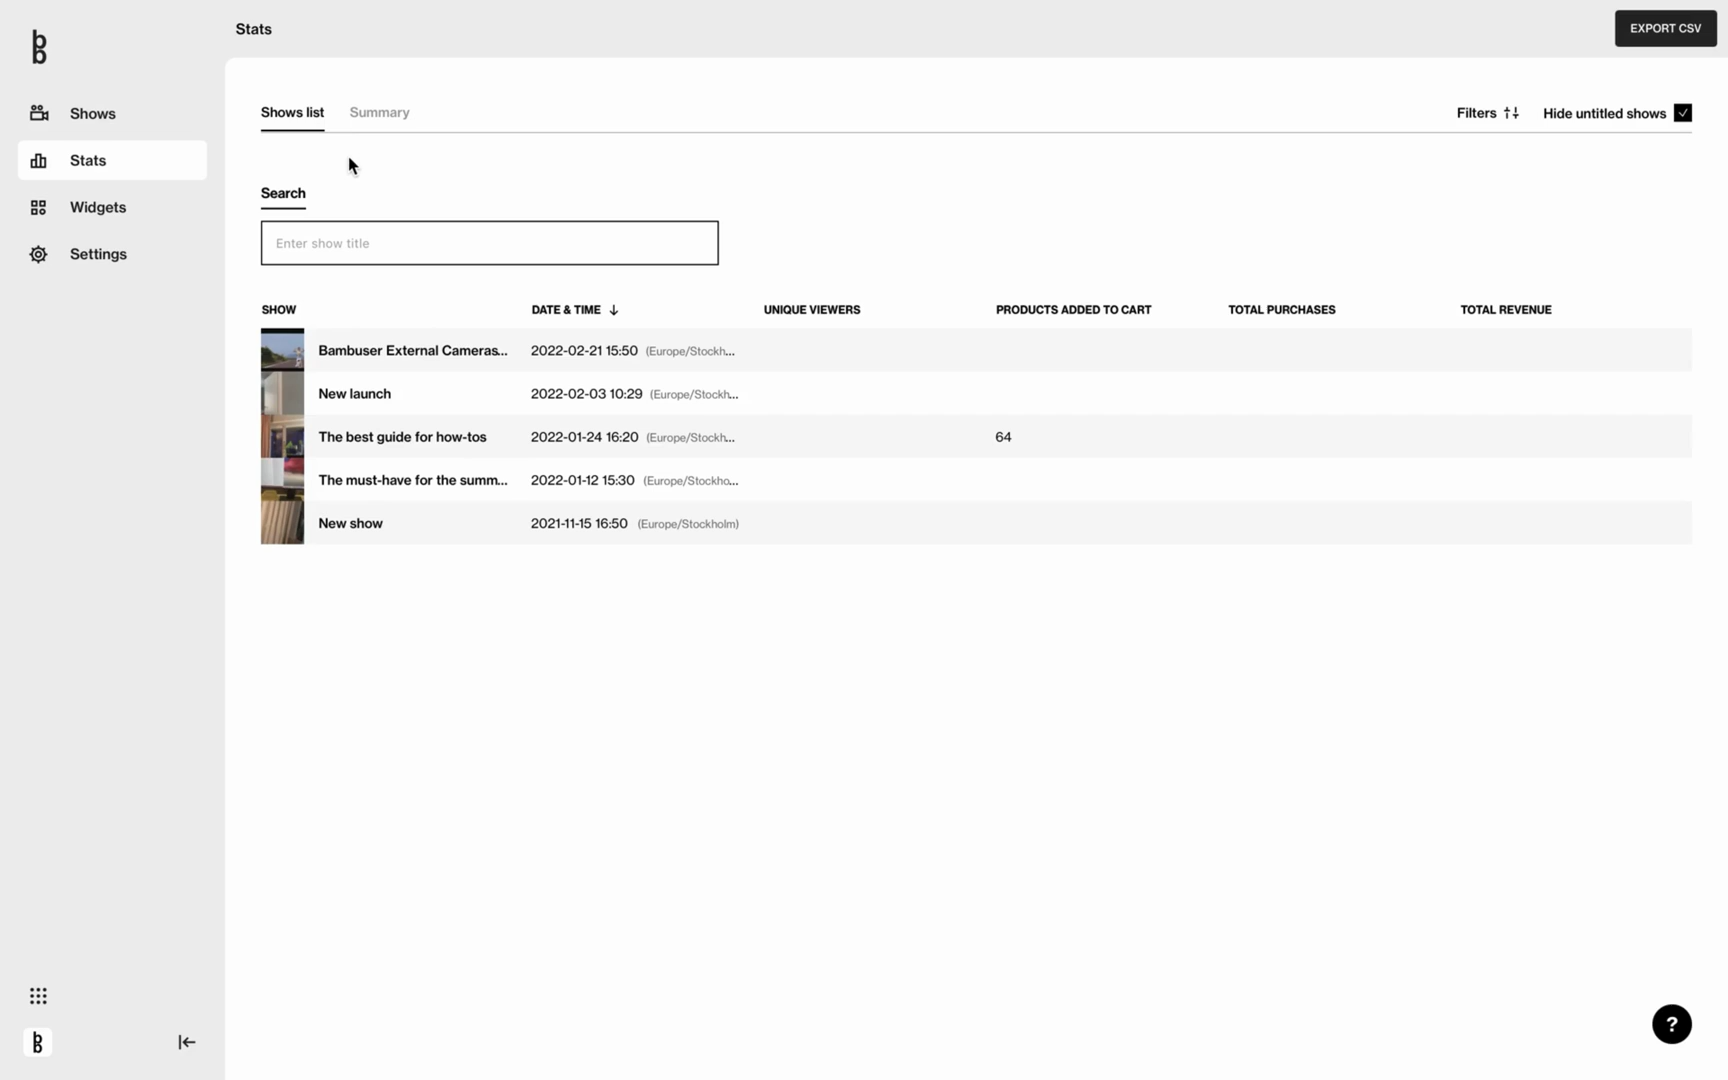 Stats
EXPORT CSV
Shows
Stats
Widgets
Settings
Shows list
Summary
Filters
Hide untitled shows
Search
Enter show title
SHOW DATE & TIME UNIQUE VIEWERS PRODUCTS ADDED TO CART TOTAL PURCHASES TOTAL REVENUE
Bambuser External Cameras... 2022-02-21 15:50 (Europe/Stockh...
New launch 2022-02-03 10:29 (Europe/Stockh...
The best guide for how-tos 2022-01-24 16:20 (Europe/Stockh... 64
The must-have for the summ... 2022-01-12 15:30 (Europe/Stockho...
New show 2021-11-15 16:50 (Europe/Stockholm)
?